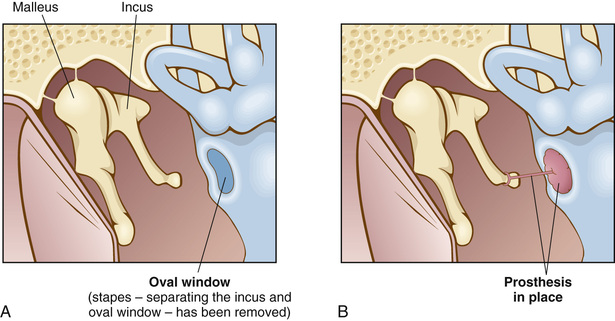 Malleus
Incus
Oval window
(stapes – separating the incus and
oval window – has been removed)
A
Prosthesis
in place
B